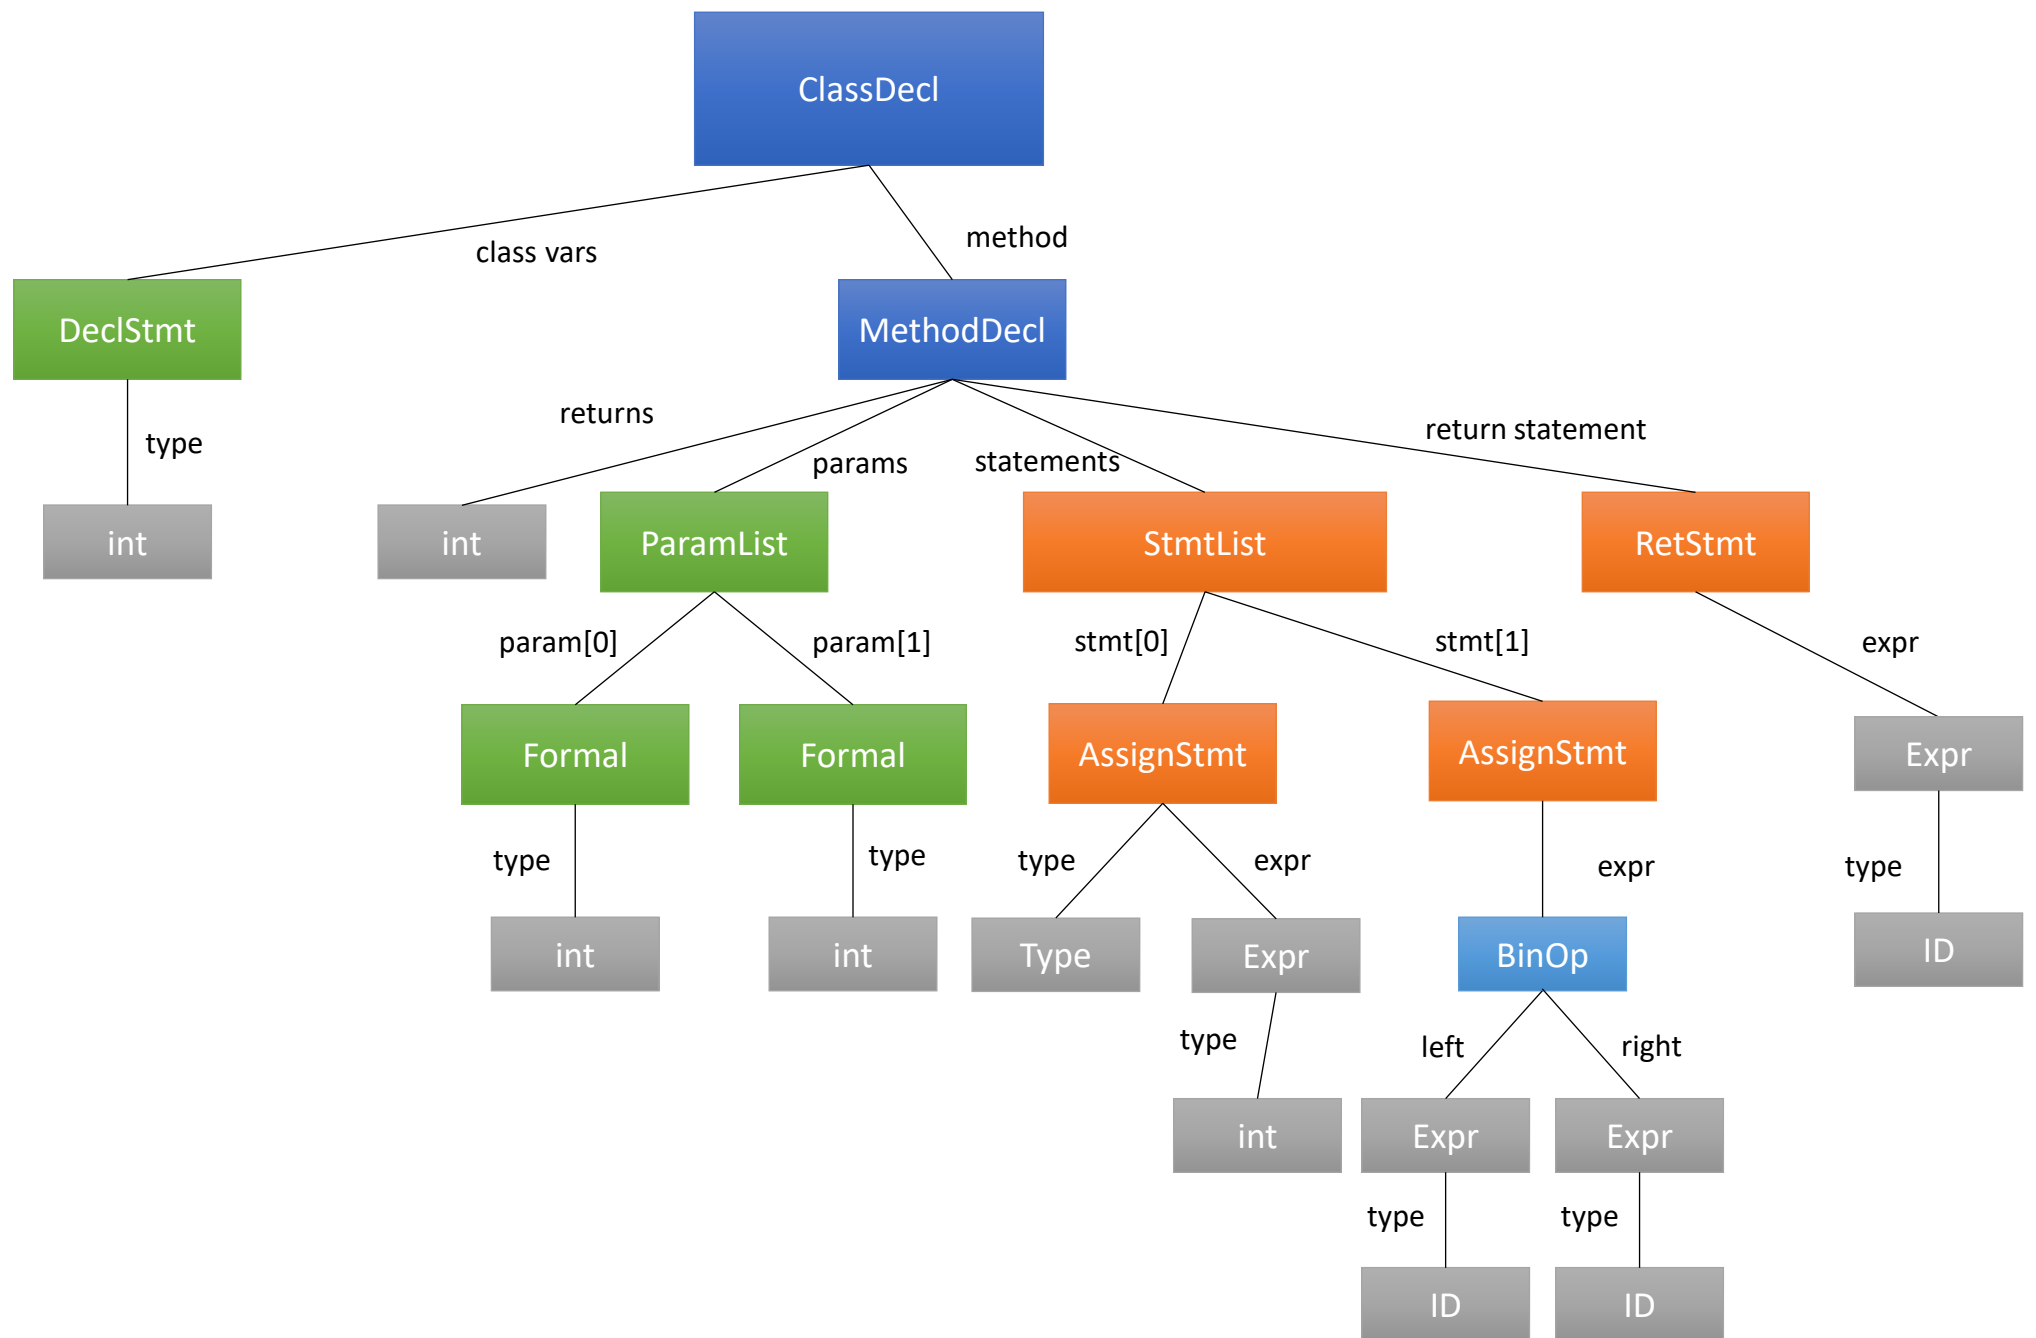 ClassDecl
class vars
method
DeclStmt
MethodDecl
type
returns
params
statements
return statement
int
int
ParamList
StmtList
RetStmt
param[0]
param[1]
stmt[0]
stmt[1]
expr
Formal
Formal
AssignStmt
AssignStmt
Expr
type
type
type
expr
expr
type
int
int
Type
Expr
BinOp
ID
type
left
right
int
Expr
Expr
type
type
ID
ID